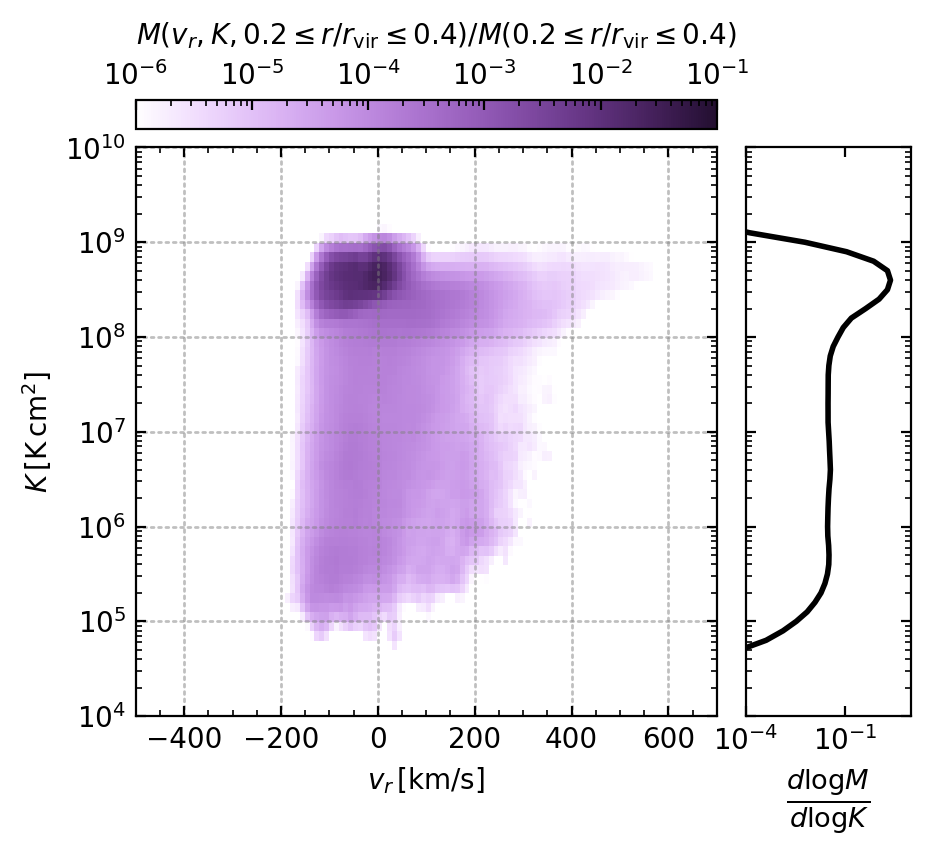 M(v_r, K, 0.2 ≤ r/r_vir ≤ 0.4)/M(0.2 ≤ r/r_vir ≤ 0.4)
10^−6 10^−5 10^−4 10^−3 10^−2 10^−1
10^10
10^9
10^8
10^7
10^6
10^5
10^4
K [K cm^2]
−400 −200 0 200 400 600
v_r [km/s]
10^−4 10^−1
dlogM
dlogK